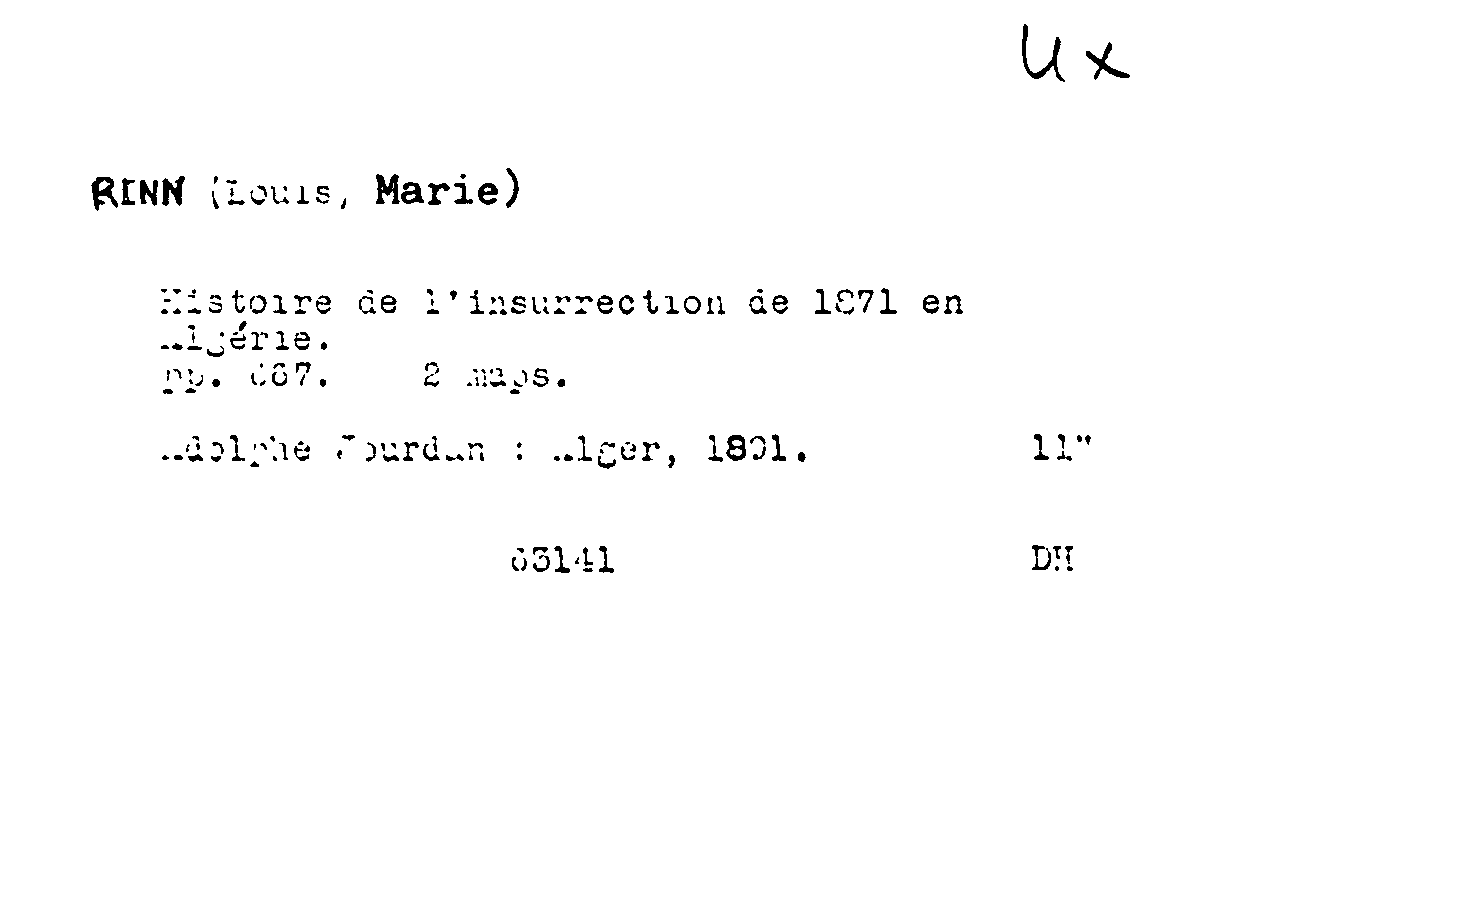 Ux
RINN (Louis, Marie)
Histoire de l'insurrection de 1871 en
Algérie.
pp. 667. 2 maps.
Adolphe Jourdan : Alger, 1891. 11"
63141 DH